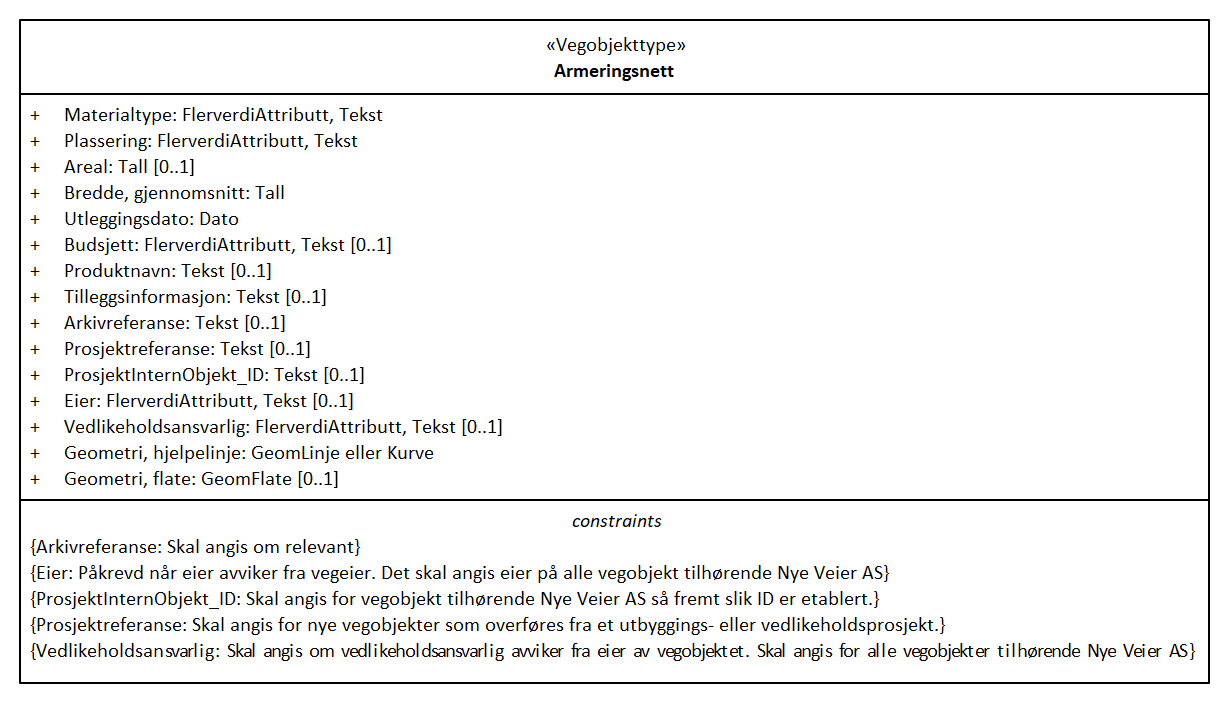 «Vegobjekttype»
Armeringsnett
+ Materialtype: FlerverdiAttributt, Tekst
+ Plassering: FlerverdiAttributt, Tekst
+ Areal: Tall [0..1]
+ Bredde, gjennomsnitt: Tall
+ Utleggingsdato: Dato
+ Budsjett: FlerverdiAttributt, Tekst [0..1]
+ Produktnavn: Tekst [0..1]
+ Tilleggsinformasjon: Tekst [0..1]
+ Arkivreferanse: Tekst [0..1]
+ Prosjektreferanse: Tekst [0..1]
+ ProsjektInternObjekt_ID: Tekst [0..1]
+ Eier: FlerverdiAttributt, Tekst [0..1]
+ Vedlikeholdsansvarlig: FlerverdiAttributt, Tekst [0..1]
+ Geometri, hjelpelinje: GeomLinje eller Kurve
+ Geometri, flate: GeomFlate [0..1]
constraints
{Arkivreferanse: Skal angis om relevant}
{Eier: Påkrevd når eier avviker fra vegeier. Det skal angis eier på alle vegobjekt tilhørende Nye Veier AS}
{ProsjektInternObjekt_ID: Skal angis for vegobjekt tilhørende Nye Veier AS så fremt slik ID er etablert.}
{Prosjektreferanse: Skal angis for nye vegobjekter som overføres fra et utbyggings- eller vedlikeholdsprosjekt.}
{Vedlikeholdsansvarlig: Skal angis om vedlikeholdsansvarlig avviker fra eier av vegobjektet. Skal angis for alle vegobjekter tilhørende Nye Veier AS}